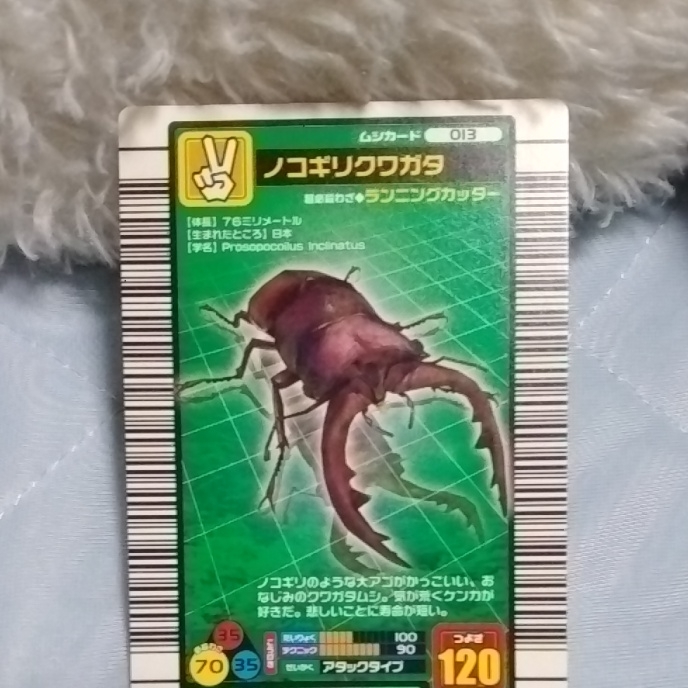 ムシカード 013
ノコギリクワガタ
超必殺わざ◆ランニングカッター
【体長】76ミリメートル
【生まれたところ】日本
【学名】Prosopocoilus inclinatus
ノコギリのような大アゴがかっこいい、お
なじみのクワガタムシ。気が荒くケンカが
好きだ。悲しいことに寿命が短い。
35
70 35
たいりょく 100
テクニック 90
せいかく アタックタイプ
つよさ
120